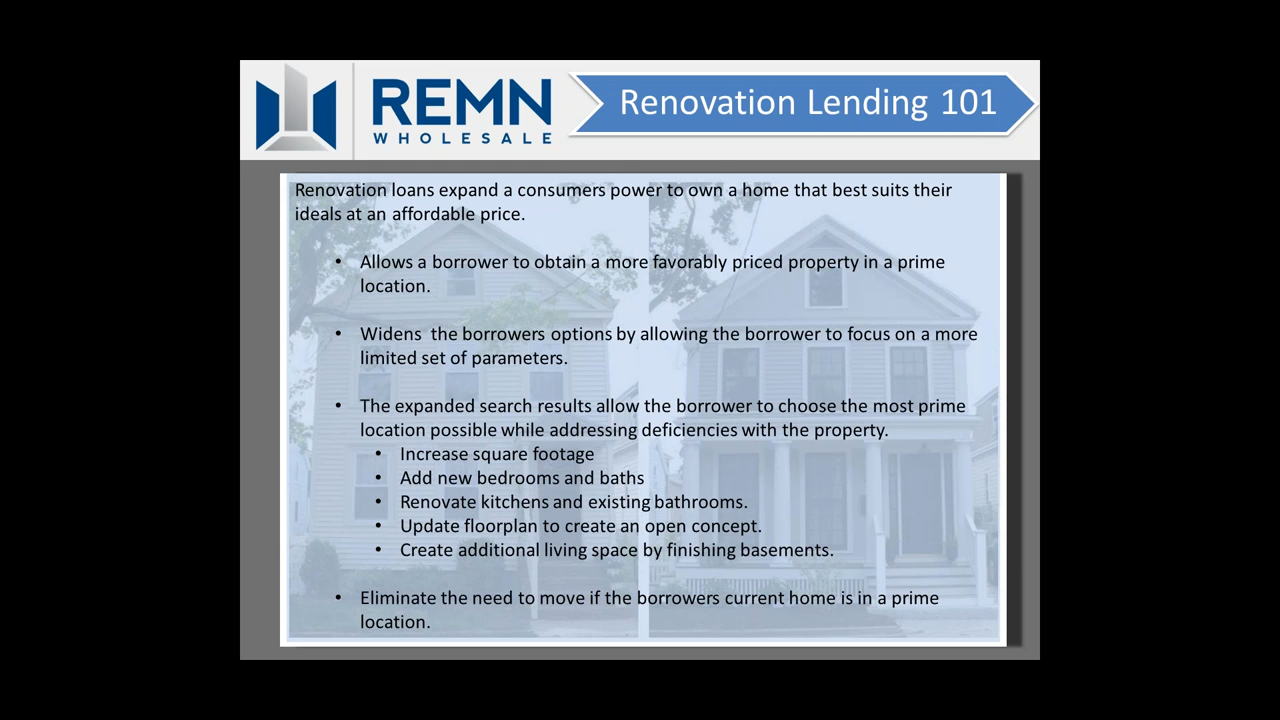 REMN
WHOLESALE
Renovation Lending 101
Renovation loans expand a consumers power to own a home that best suits their
ideals at an affordable price.
• Allows a borrower to obtain a more favorably priced property in a prime
location.
• Widens  the borrowers options by allowing the borrower to focus on a more
limited set of parameters.
• The expanded search results allow the borrower to choose the most prime
location possible while addressing deficiencies with the property.
• Increase square footage
• Add new bedrooms and baths
• Renovate kitchens and existing bathrooms.
• Update floorplan to create an open concept.
• Create additional living space by finishing basements.
• Eliminate the need to move if the borrowers current home is in a prime
location.